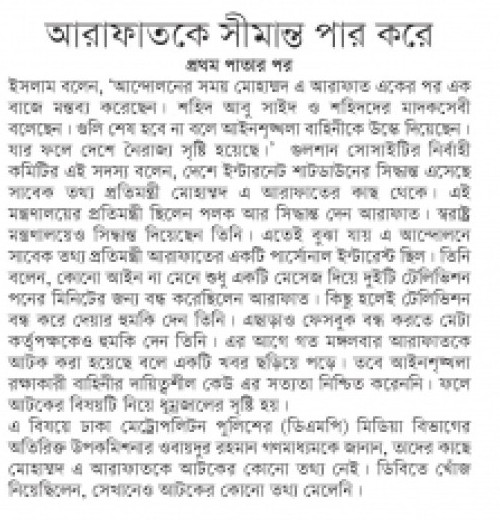 আরাফাতকে সীমান্ত পার করে
প্রথম পাতার পর
ইসলাম বলেন, ‘আন্দোলনের সময় মোহাম্মদ এ আরাফাত একের পর এক
বাজে মন্তব্য করেছেন। শহিদ আবু সাইদ ও শহিদদের মাদকসেবী
বলেছেন। গুলি শেষ হবে না বলে আইনশৃঙ্খলা বাহিনীকে উস্কে দিয়েছেন।
যার ফলে দেশে নৈরাজ্য সৃষ্টি হয়েছে।’ গুলশান সোসাইটির নির্বাহী
কমিটির এই সদস্য বলেন, দেশে ইন্টারনেট শাটডাউনের সিদ্ধান্ত এসেছে
সাবেক তথ্য প্রতিমন্ত্রী মোহাম্মদ এ আরাফাতের কাছ থেকে। এই
মন্ত্রণালয়ের প্রতিমন্ত্রী ছিলেন পলক আর সিদ্ধান্ত দেন আরাফাত। স্বরাষ্ট্র
মন্ত্রণালয়েও সিদ্ধান্ত দিয়েছেন তিনি। এতেই বুঝা যায় এ আন্দোলনে
সাবেক তথ্য প্রতিমন্ত্রী আরাফাতের একটি পার্সোনাল ইন্টারেস্ট ছিল। তিনি
বলেন, কোনো আইন না মেনে শুধু একটি মেসেজ দিয়ে দুইটি টেলিভিশন
পনের মিনিটের জন্য বন্ধ করেছিলেন আরাফাত। কিছু হলেই টেলিভিশন
বন্ধ করে দেয়ার হুমকি দেন তিনি। এছাড়াও ফেসবুক বন্ধ করতে মেটা
কর্তৃপক্ষকেও হুমকি দেন তিনি। এর আগে গত মঙ্গলবার আরাফাতকে
আটক করা হয়েছে বলে একটি খবর ছড়িয়ে পড়ে। তবে আইনশৃঙ্খলা
রক্ষাকারী বাহিনীর দায়িত্বশীল কেউ এর সত্যতা নিশ্চিত করেননি। ফলে
আটকের বিষয়টি নিয়ে ধূম্রজালের সৃষ্টি হয়।
এ বিষয়ে ঢাকা মেট্রোপলিটন পুলিশের (ডিএমপি) মিডিয়া বিভাগের
অতিরিক্ত উপকমিশনার ওবায়দুর রহমান গণমাধ্যমকে জানান, তাদের কাছে
মোহাম্মদ এ আরাফাতকে আটকের কোনো তথ্য নেই। ডিবিতে খোঁজ
নিয়েছিলেন, সেখানেও আটকের কোনো তথ্য মেলেনি।